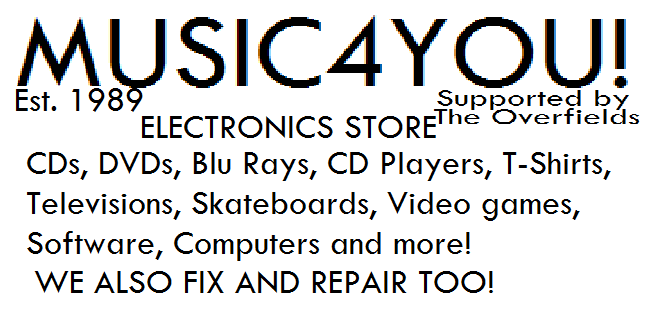 MUSIC4YOU!
Est. 1989
Supported by
The Overfields
ELECTRONICS STORE
CDs, DVDs, Blu Rays, CD Players, T-Shirts,
Televisions, Skateboards, Video games,
Software, Computers and more!
WE ALSO FIX AND REPAIR TOO!